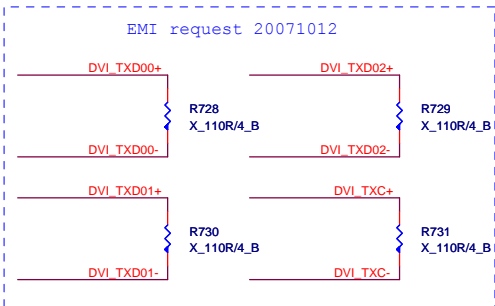 EMI request 20071012
DVI_TXD00+
DVI_TXD02+
R728
X_110R/4_B
R729
X_110R/4_B
DVI_TXD00-
DVI_TXD02-
DVI_TXD01+
DVI_TXC+
R730
X_110R/4_B
R731
X_110R/4_B
DVI_TXD01-
DVI_TXC-